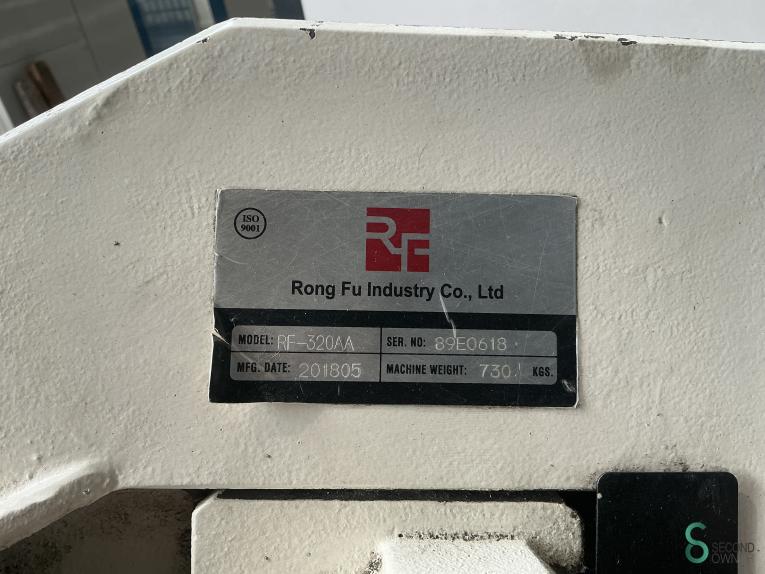 ISO
9001
RF
Rong Fu Industry Co., Ltd
MODEL: RF-320AA SER. NO: 89E0618
MFG. DATE: 201805 MACHINE WEIGHT: 730 KGS.
SECOND
OWN